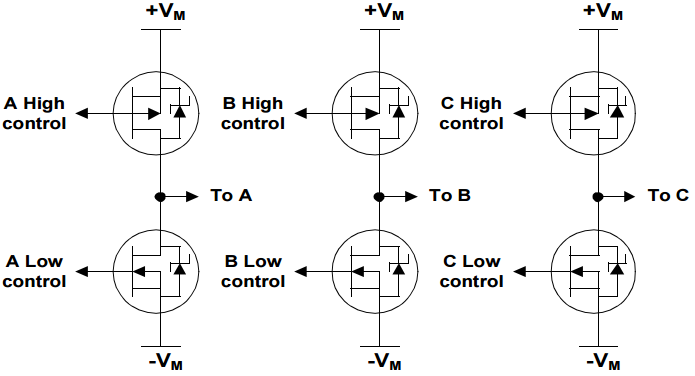 +VM +VM +VM
A High control
B High control
C High control
To A To B To C
A Low control
B Low control
C Low control
-VM -VM -VM